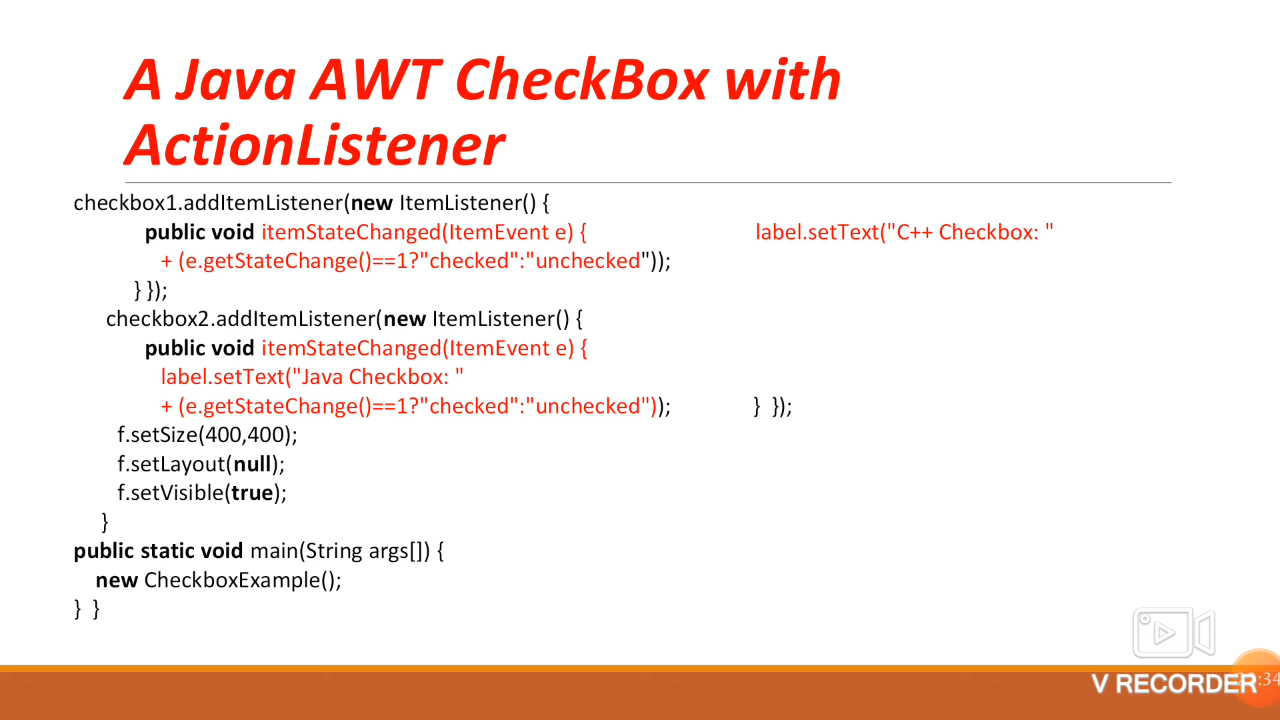 A Java AWT CheckBox with
ActionListener
checkbox1.addItemListener(new ItemListener() {
public void itemStateChanged(ItemEvent e) { label.setText("C++ Checkbox: "
+ (e.getStateChange()==1?"checked":"unchecked"));
} });
checkbox2.addItemListener(new ItemListener() {
public void itemStateChanged(ItemEvent e) {
label.setText("Java Checkbox: "
+ (e.getStateChange()==1?"checked":"unchecked")); } });
f.setSize(400,400);
f.setLayout(null);
f.setVisible(true);
}
public static void main(String args[]) {
new CheckboxExample();
} }
V RECORDER